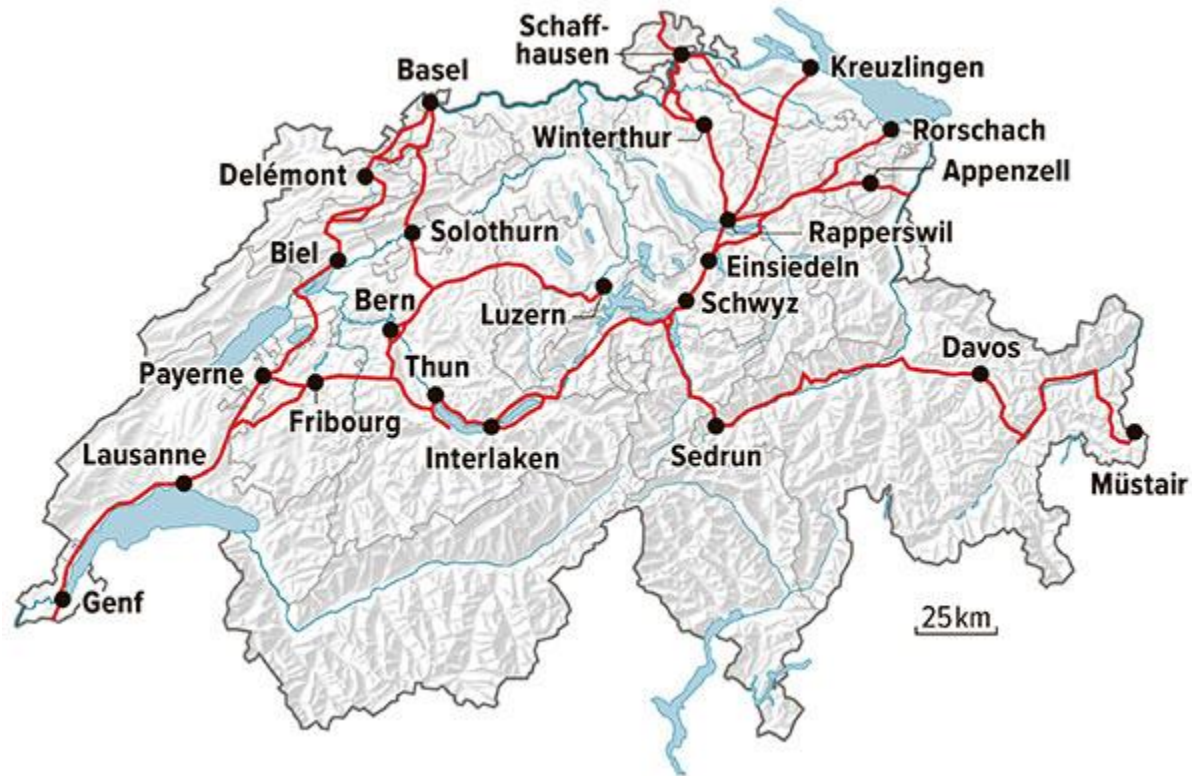 Schaff-
hausen
Basel
Kreuzlingen
Winterthur
Rorschach
Appenzell
Delémont
Solothurn
Rapperswil
Biel
Einsiedeln
Bern
Luzern
Schwyz
Davos
Thun
Payerne
Fribourg
Lausanne
Interlaken
Sedrun
Müstair
Genf
25km